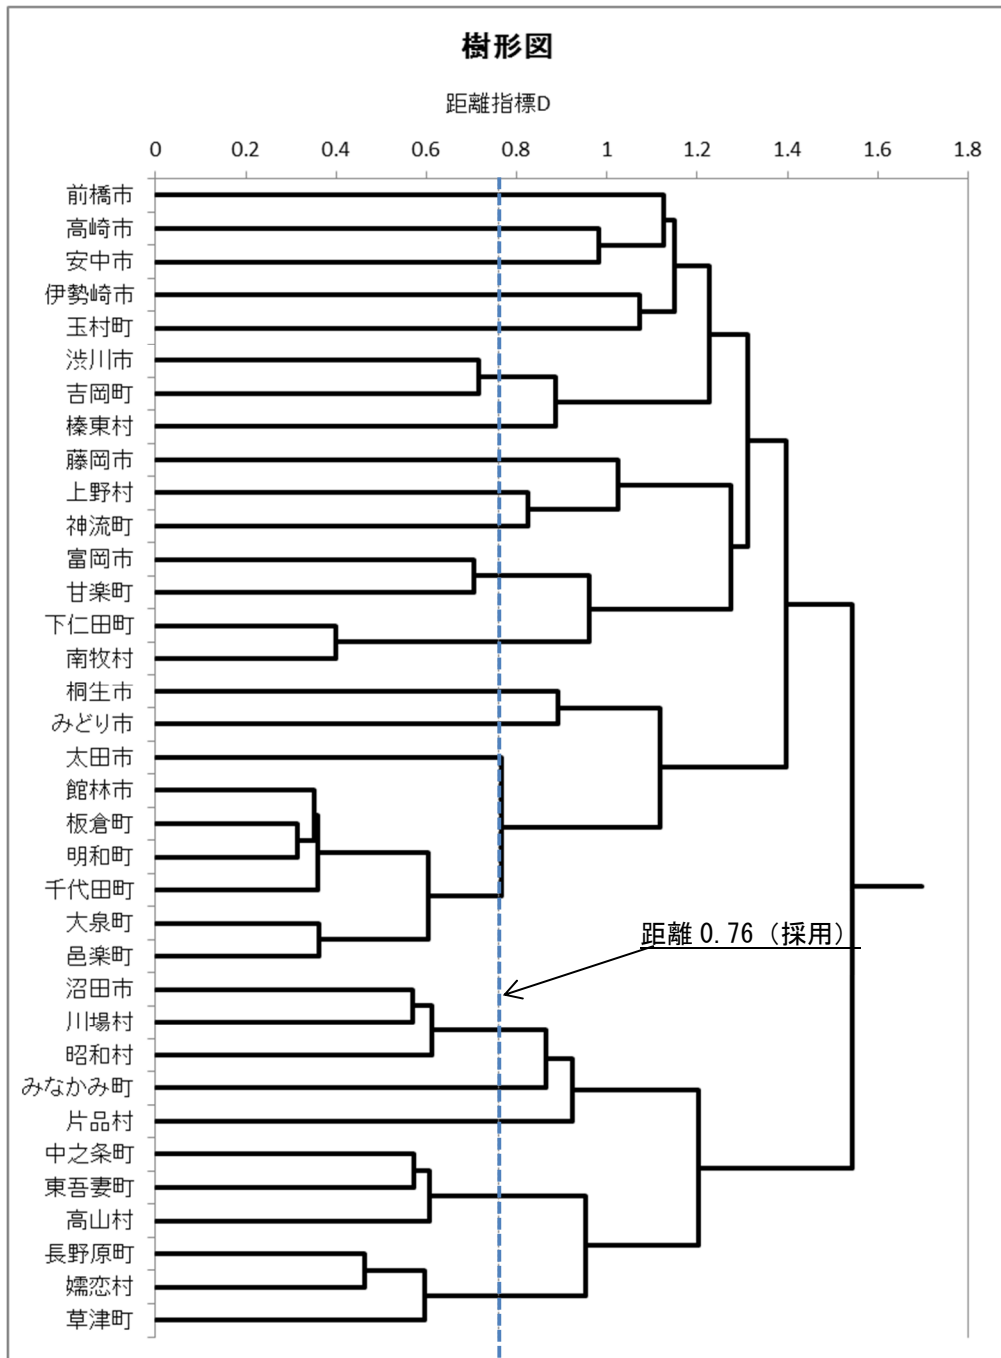 樹形図
距離指標D
0 0.2 0.4 0.6 0.8 1 1.2 1.4 1.6 1.8
前橋市
高崎市
安中市
伊勢崎市
玉村町
渋川市
吉岡町
榛東村
藤岡市
上野村
神流町
富岡市
甘楽町
下仁田町
南牧村
桐生市
みどり市
太田市
館林市
板倉町
明和町
千代田町
大泉町
邑楽町
距離 0.76（採用）
沼田市
川場村
昭和村
みなかみ町
片品村
中之条町
東吾妻町
高山村
長野原町
嬬恋村
草津町